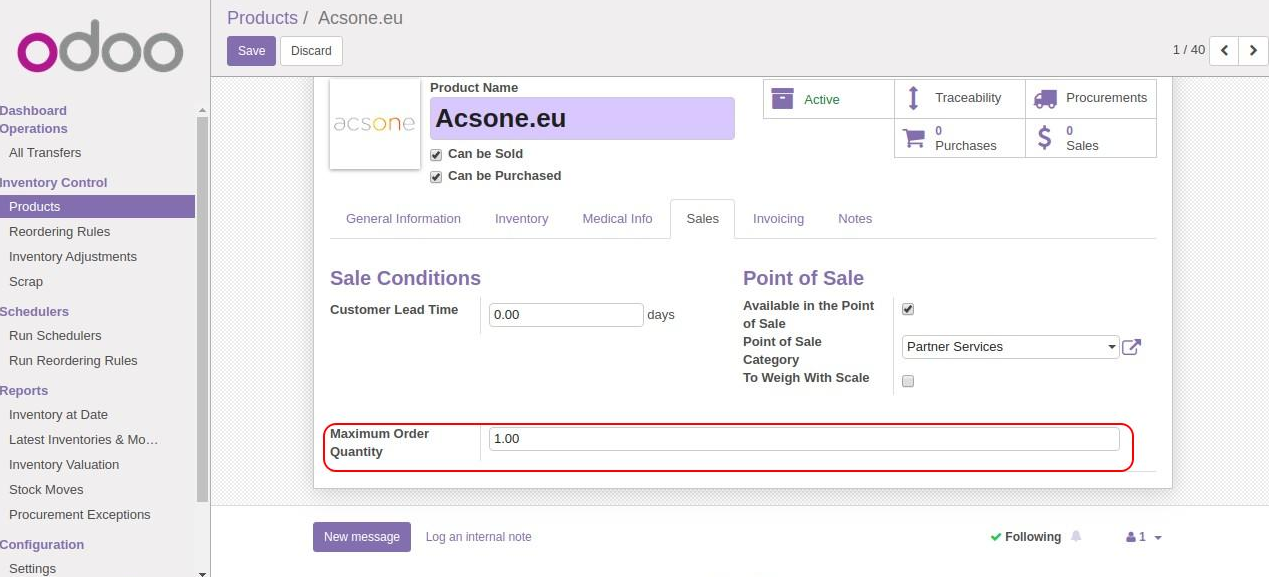 odoo
Dashboard
Operations
All Transfers
Inventory Control
Products
Reordering Rules
Inventory Adjustments
Scrap
Schedulers
Run Schedulers
Run Reordering Rules
Reports
Inventory at Date
Latest Inventories & Mo…
Inventory Valuation
Stock Moves
Procurement Exceptions
Configuration
Settings
Products / Acsone.eu
Save Discard
1 / 40
acsone
Product Name
Acsone.eu
Can be Sold
Can be Purchased
Active
Traceability
Procurements
0
Purchases
0
Sales
General Information Inventory Medical Info Sales Invoicing Notes
Sale Conditions
Customer Lead Time 0.00 days
Point of Sale
Available in the Point
of Sale
Point of Sale
Category
Partner Services
To Weigh With Scale
Maximum Order
Quantity
1.00
New message Log an internal note Following 1